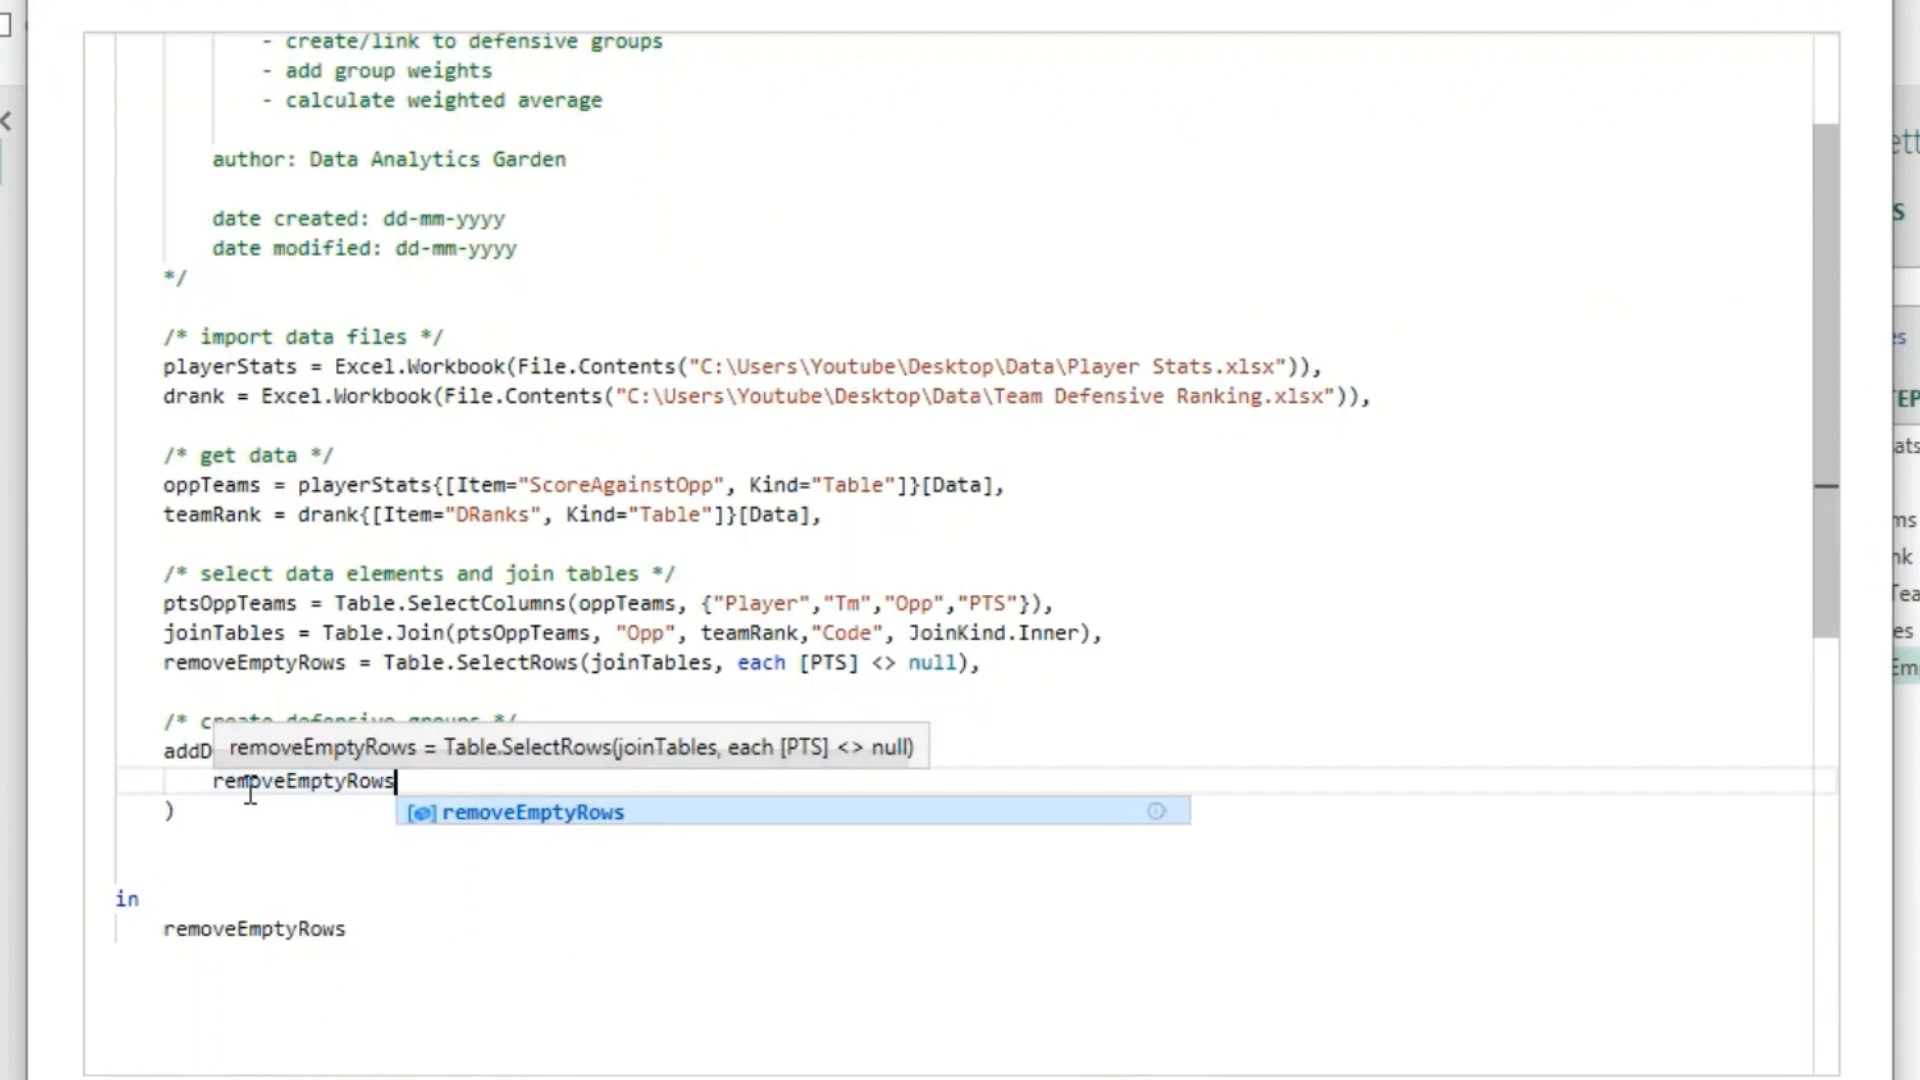 - create/link to defensive groups
- add group weights
- calculate weighted average
author: Data Analytics Garden
date created: dd-mm-yyyy
date modified: dd-mm-yyyy
*/
/* import data files */
playerStats = Excel.Workbook(File.Contents("C:\Users\Youtube\Desktop\Data\Player Stats.xlsx")),
drank = Excel.Workbook(File.Contents("C:\Users\Youtube\Desktop\Data\Team Defensive Ranking.xlsx")),
/* get data */
oppTeams = playerStats{[Item="ScoreAgainstOpp", Kind="Table"]}[Data],
teamRank = drank{[Item="DRanks", Kind="Table"]}[Data],
/* select data elements and join tables */
ptsOppTeams = Table.SelectColumns(oppTeams, {"Player","Tm","Opp","PTS"}),
joinTables = Table.Join(ptsOppTeams, "Opp", teamRank,"Code", JoinKind.Inner),
removeEmptyRows = Table.SelectRows(joinTables, each [PTS] <> null),
/* create defensive groups */
addD
removeEmptyRows = Table.SelectRows(joinTables, each [PTS] <> null)
removeEmptyRows
)
removeEmptyRows
in
removeEmptyRows